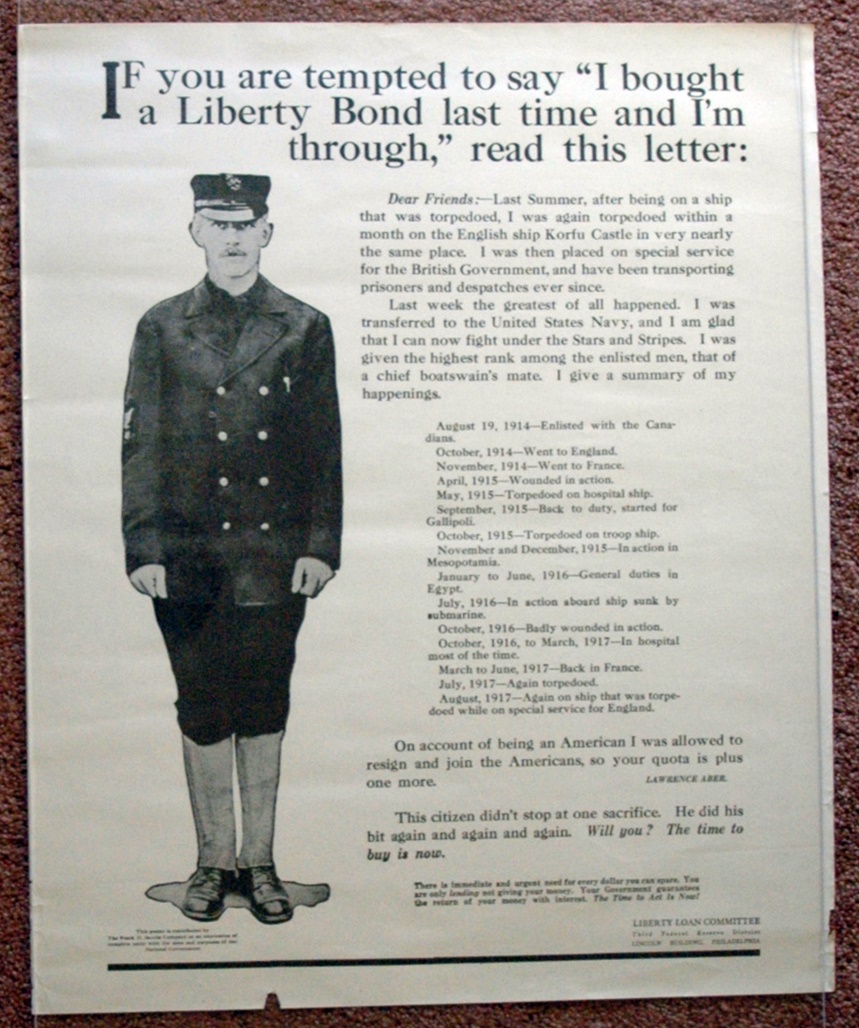 IF you are tempted to say “I bought
a Liberty Bond last time and I’m
through,” read this letter:
Dear Friends:—Last Summer, after being on a ship
that was torpedoed, I was again torpedoed within a
month on the English ship Korfu Castle in very nearly
the same place. I was then placed on special service
for the British Government, and have been transporting
prisoners and despatches ever since.
Last week the greatest of all happened. I was
transferred to the United States Navy, and I am glad
that I can now fight under the Stars and Stripes. I was
given the highest rank among the enlisted men, that of
a chief boatswain’s mate. I give a summary of my
happenings.
August 19, 1914—Enlisted with the Cana-
dians.
October, 1914—Went to England.
November, 1914—Went to France.
April, 1915—Wounded in action.
May, 1915—Torpedoed on hospital ship.
September, 1915—Back to duty, started for
Gallipoli.
October, 1915—Torpedoed on troop ship.
November and December, 1915—In action in
Mesopotamia.
January to June, 1916—General duties in
Egypt.
July, 1916—In action aboard ship sunk by
submarine.
October, 1916—Badly wounded in action.
October, 1916, to March, 1917—In hospital
most of the time.
March to June, 1917—Back in France.
July, 1917—Again torpedoed.
August, 1917—Again on ship that was torpe-
doed while on special service for England.
On account of being an American I was allowed to
resign and join the Americans, so your quota is plus
one more.
LAWRENCE ABER.
This citizen didn’t stop at one sacrifice. He did his
bit again and again and again. Will you? The time to
buy is now.
There is immediate and urgent need for every dollar you can spare. You
are only lending not giving your money. Your Government guarantees
the return of your money with interest. The Time to Act Is Now!
This poster is contributed by
National Government.
LIBERTY LOAN COMMITTEE
Third Federal Reserve District
LINCOLN BUILDING, PHILADELPHIA